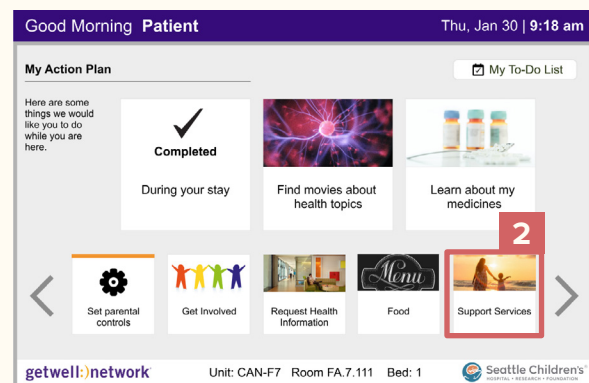 Good Morning Patient
Thu, Jan 30 | 9:18 am
My Action Plan
My To-Do List
Here are some
things we would
like you to do
while you are
here.
Completed
During your stay
Find movies about
health topics
Learn about my
medicines
2
Set parental
controls
Get Involved
Request Health
Information
Menu
Food
Support Services
getwell:)network
Unit: CAN-F7 Room FA.7.111 Bed: 1
Seattle Children's
HOSPITAL • RESEARCH • FOUNDATION